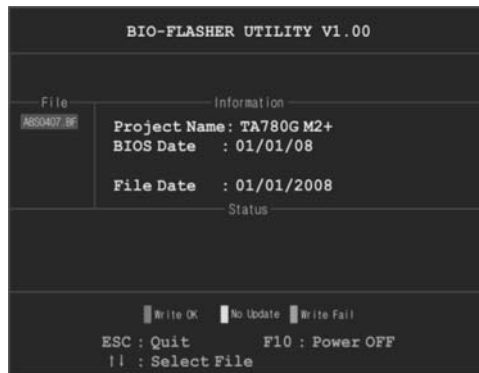 BIO-FLASHER UTILITY V1.00
File
Information
ABS0407.BF
Project Name: TA780G M2+
BIOS Date : 01/01/08
File Date : 01/01/2008
Status
Write OK No Update Write Fail
ESC : Quit F10 : Power OFF
↑↓ : Select File